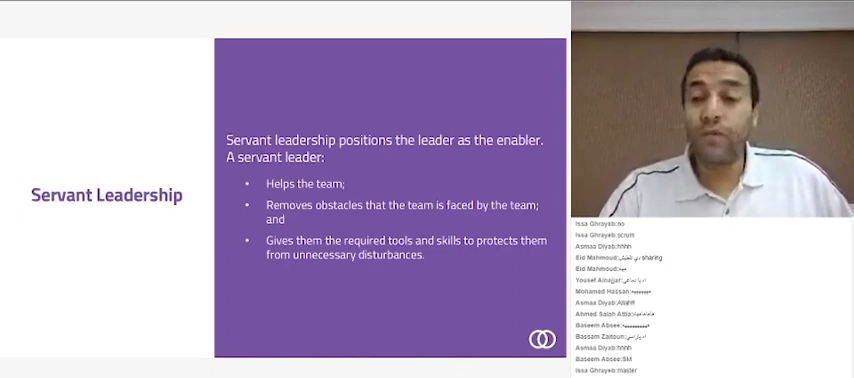 Servant Leadership
Servant leadership positions the leader as the enabler.
A servant leader:
• Helps the team;
• Removes obstacles that the team is faced by the team;
and
• Gives them the required tools and skills to protects them
from unnecessary disturbances.
Issa Ghrayeb:no
Issa Ghrayeb:scrum
Asmaa Diyab:hhhh
Eid Mahmoud: sharing
Eid Mahmoud:
Yousef Alnajjar:
Mohamed Hassan:
Asmaa Diyab:
Ahmed Salah Attia:
Baseem Absee:
Bassam Zaitoun:
Asmaa Diyab:hhhh
Baseem Absee:SM
Issa Ghrayeb:master